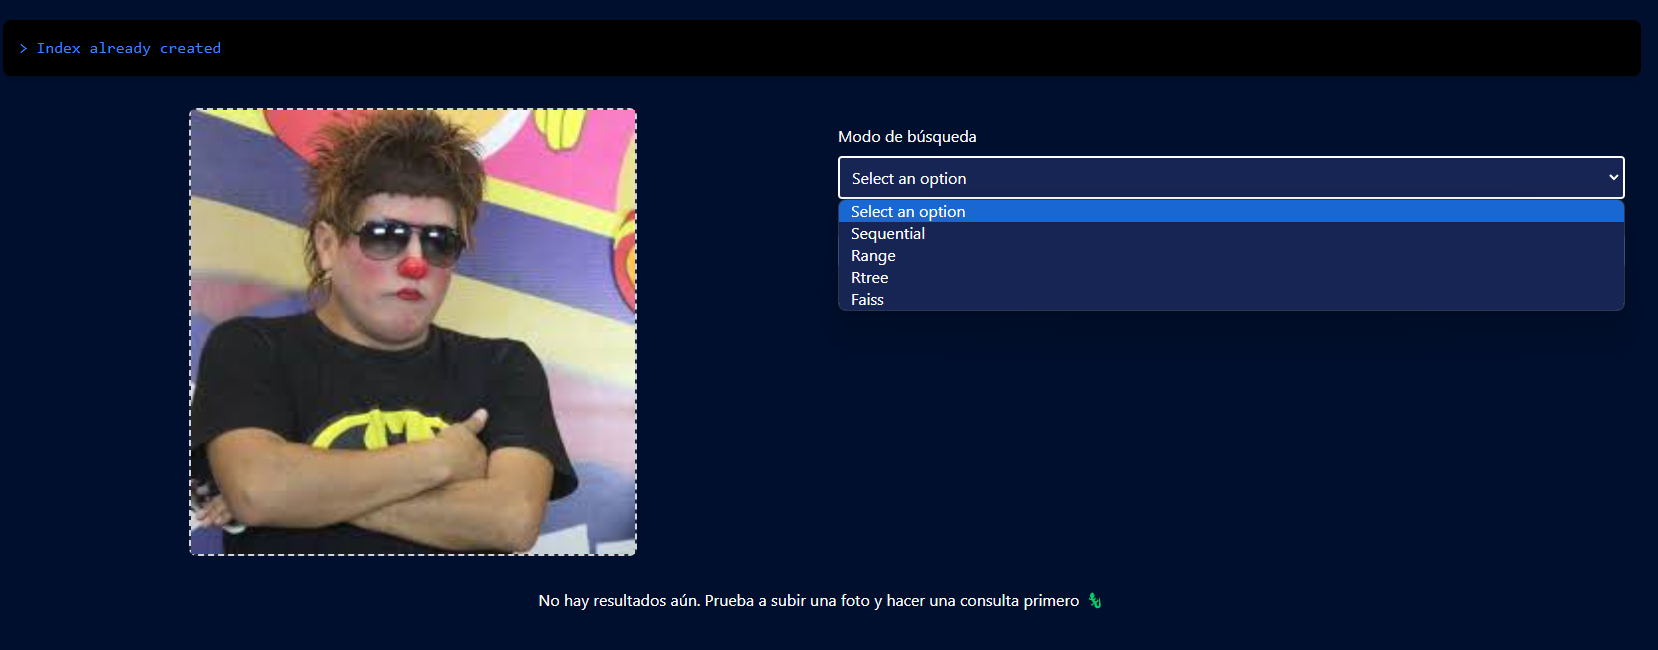 > Index already created
Modo de búsqueda
Select an option
Select an option
Sequential
Range
Rtree
Faiss
No hay resultados aún. Prueba a subir una foto y hacer una consulta primero